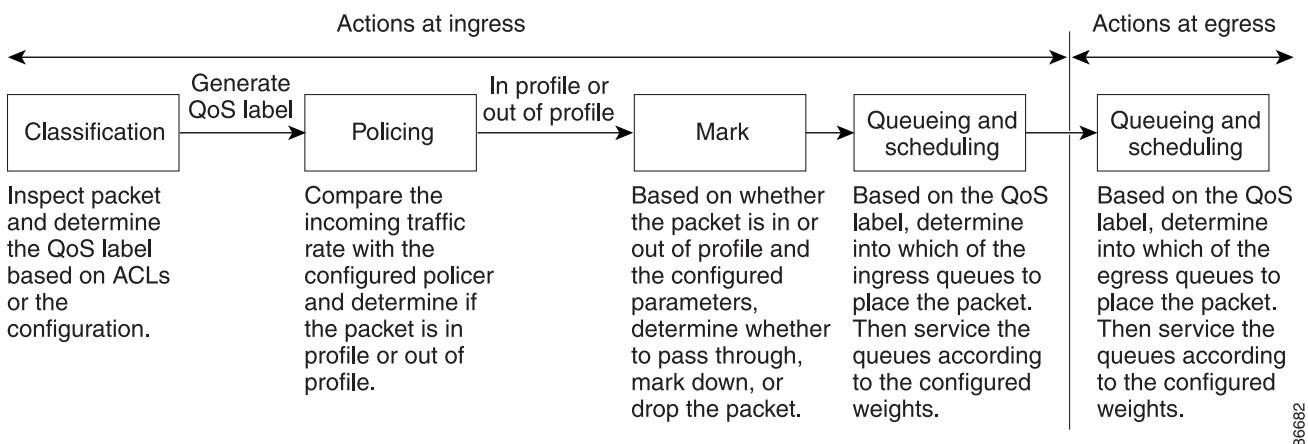 Actions at ingress
Actions at egress
Generate
QoS label
In profile or
out of profile
Classification
Policing
Mark
Queueing and
scheduling
Queueing and
scheduling
Inspect packet
and determine
the QoS label
based on ACLs
or the
configuration.
Compare the
incoming traffic
rate with the
configured policer
and determine if
the packet is in
profile or out of
profile.
Based on whether
the packet is in or
out of profile and
the configured
parameters,
determine whether
to pass through,
mark down, or
drop the packet.
Based on the QoS
label, determine
into which of the
ingress queues to
place the packet.
Then service the
queues according
to the configured
weights.
Based on the QoS
label, determine
into which of the
egress queues to
place the packet.
Then service the
queues according
to the configured
weights.